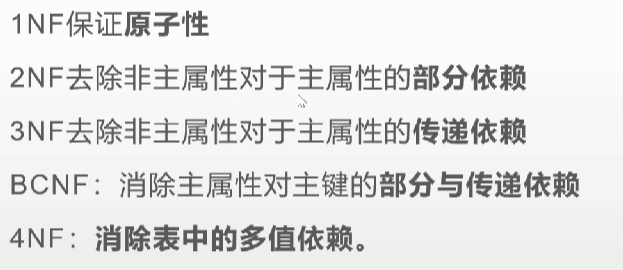 1NF保证原子性
2NF去除非主属性对于主属性的部分依赖
3NF去除非主属性对于主属性的传递依赖
BCNF：消除主属性对主键的部分与传递依赖
4NF：消除表中的多值依赖。